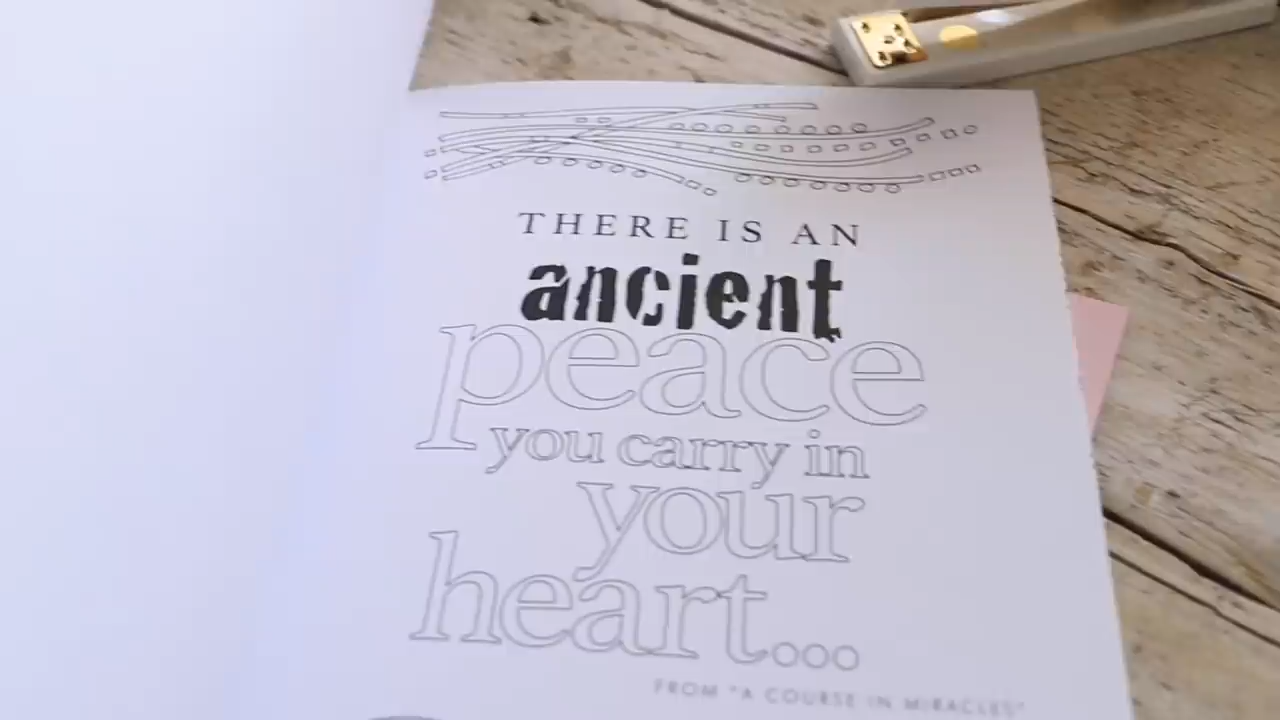 THERE IS AN
ancient
peace
you carry in
your
heart...
FROM "A COURSE IN MIRACLES"